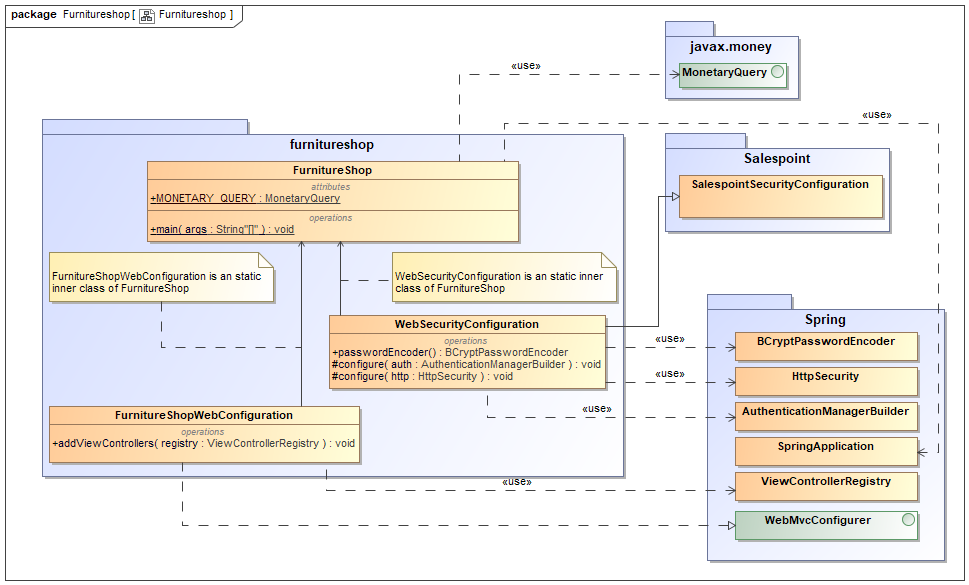 package Furnitureshop [ Furnitureshop ]
javax.money
MonetaryQuery
«use»
«use»
furnitureshop
FurnitureShop
attributes
+MONETARY_QUERY : MonetaryQuery
operations
+main( args : String"[]" ) : void
Salespoint
SalespointSecurityConfiguration
FurnitureShopWebConfiguration is an static
inner class of FurnitureShop
WebSecurityConfiguration is an static inner
class of FurnitureShop
WebSecurityConfiguration
operations
+passwordEncoder() : BCryptPasswordEncoder
#configure( auth : AuthenticationManagerBuilder ) : void
#configure( http : HttpSecurity ) : void
FurnitureShopWebConfiguration
operations
+addViewControllers( registry : ViewControllerRegistry ) : void
«use»
«use»
«use»
«use»
Spring
BCryptPasswordEncoder
HttpSecurity
AuthenticationManagerBuilder
SpringApplication
ViewControllerRegistry
WebMvcConfigurer